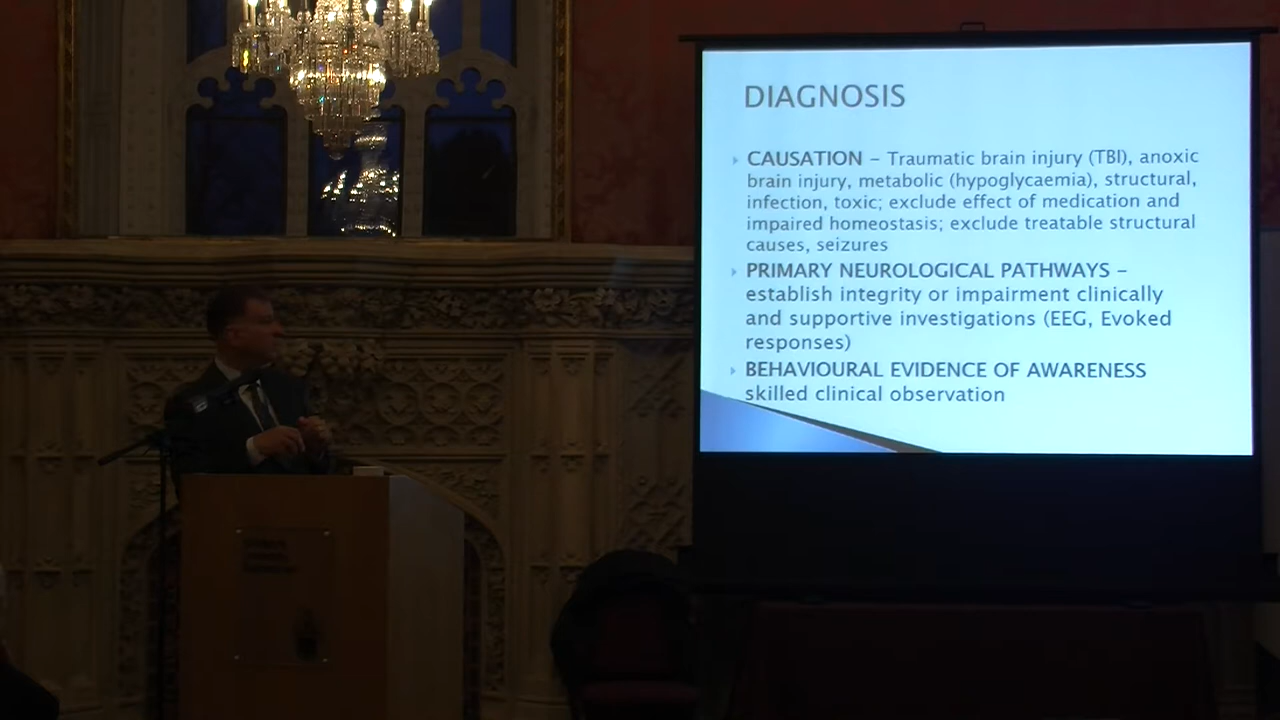 DIAGNOSIS
CAUSATION – Traumatic brain injury (TBI), anoxic
brain injury, metabolic (hypoglycaemia), structural,
infection, toxic; exclude effect of medication and
impaired homeostasis; exclude treatable structural
causes, seizures
PRIMARY NEUROLOGICAL PATHWAYS –
establish integrity or impairment clinically
and supportive investigations (EEG, Evoked
responses)
BEHAVIOURAL EVIDENCE OF AWARENESS
skilled clinical observation